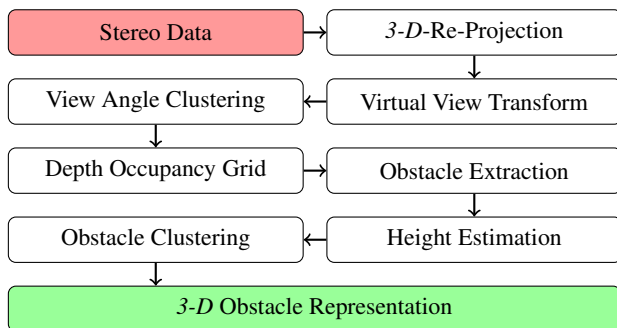 Stereo Data
3-D-Re-Projection
View Angle Clustering
Virtual View Transform
Depth Occupancy Grid
Obstacle Extraction
Obstacle Clustering
Height Estimation
3-D Obstacle Representation